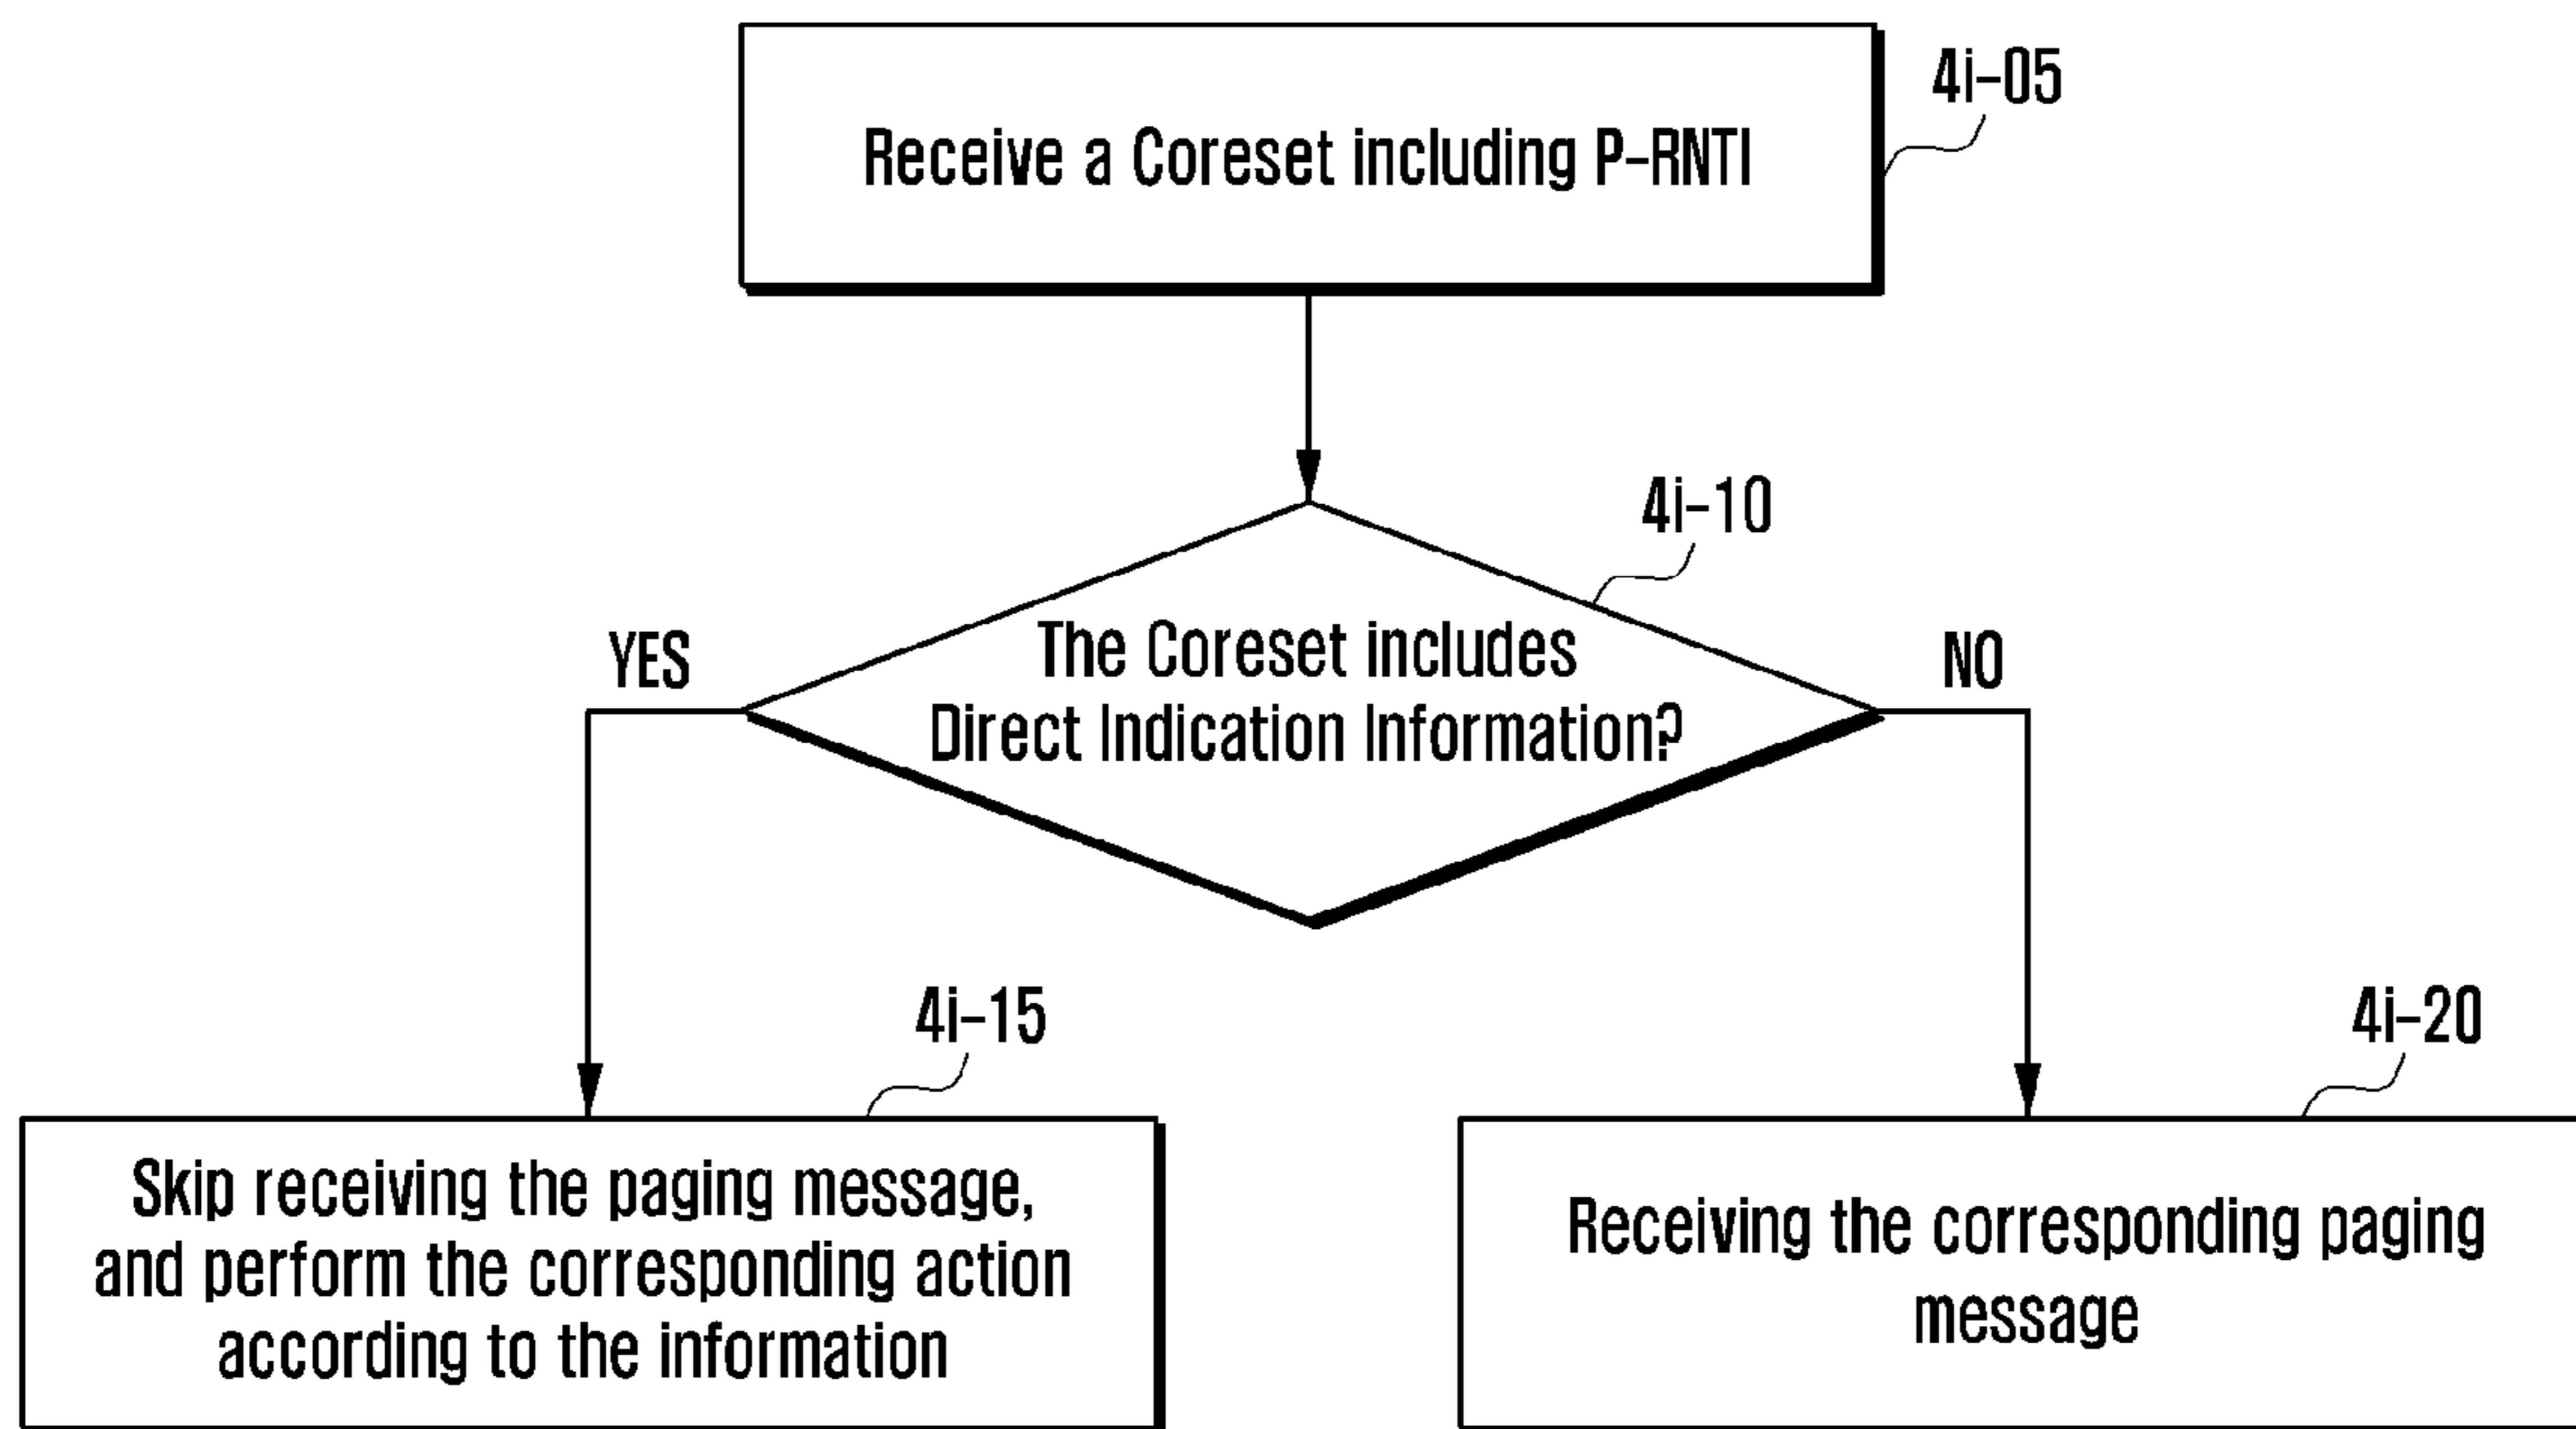 Receive a Coreset including P-RNTI
4i-05
4i-10
The Coreset includes
Direct Indication Information?
YES
NO
4i-15
4i-20
Skip receiving the paging message,
and perform the corresponding action
according to the information
Receiving the corresponding paging
message